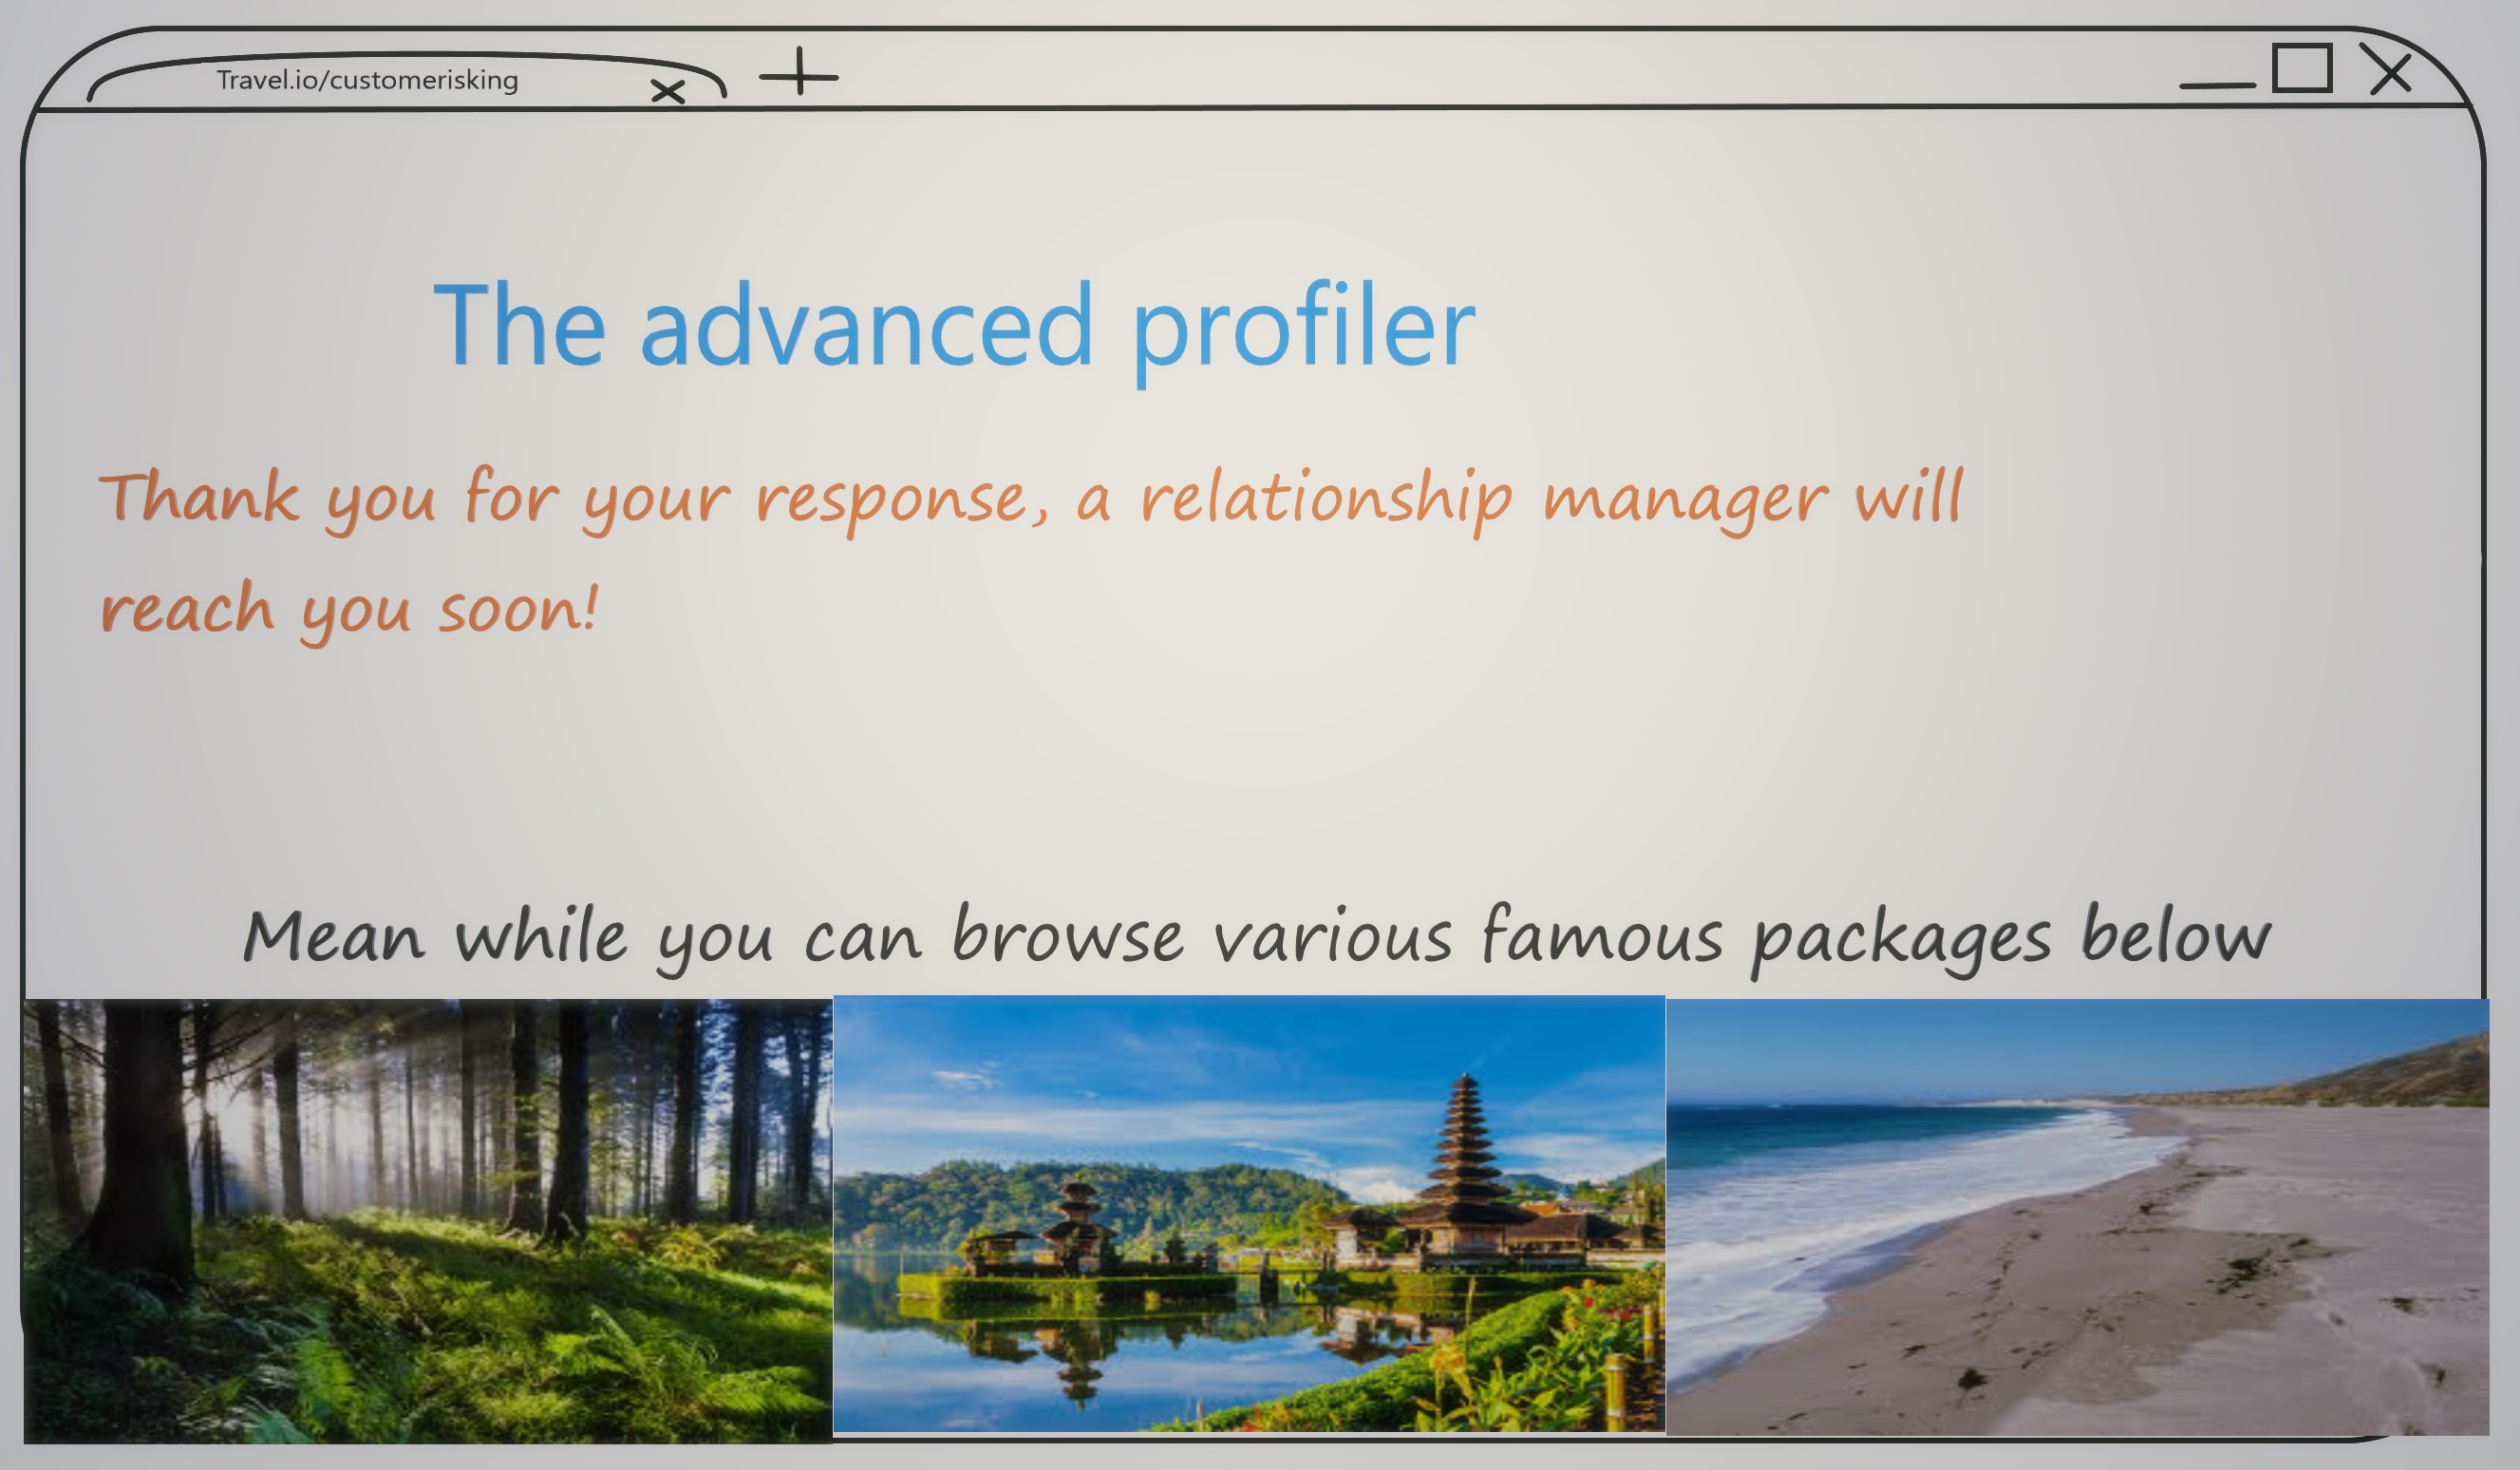 Travel.io/customerisking
The advanced profiler
Thank you for your response, a relationship manager will
reach you soon!
Mean while you can browse various famous packages below